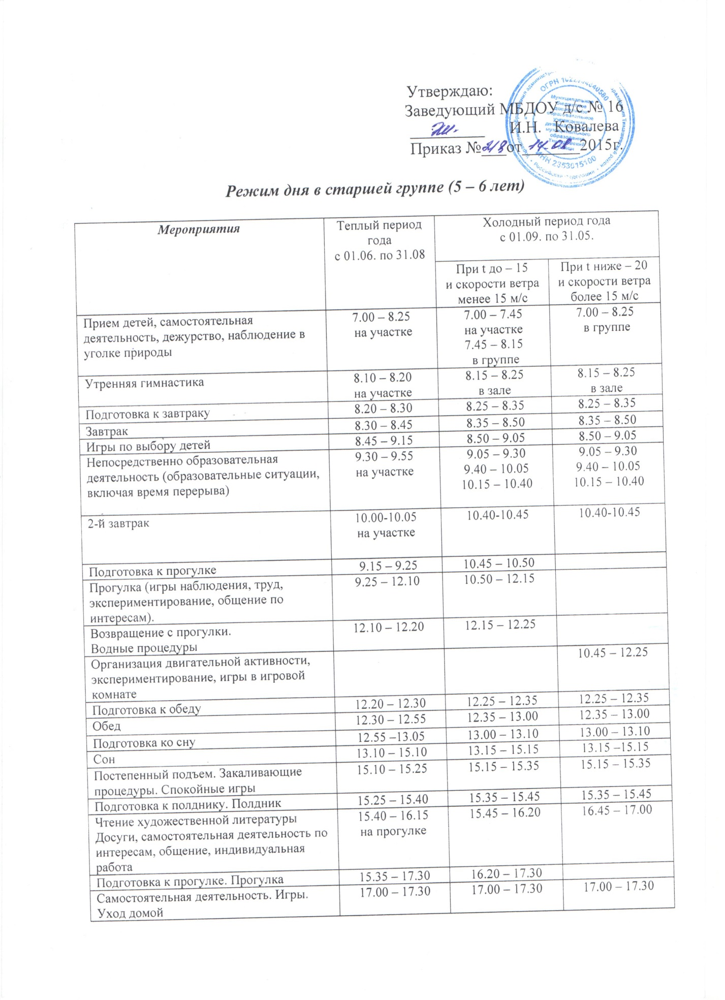 Утверждаю:
Заведующий МБДОУ д/с № 16
И.Н. Ковалева
Приказ № 218 от 14.08 2015г.
Муниципальное
бюджетное
образовательное
учреждение
муниципального
образования
район
ИНН 2353015100
Российская Федерация
Режим дня в старшей группе (5 – 6 лет)
Мероприятия
Теплый период
года
с 01.06. по 31.08
Холодный период года
с 01.09. по 31.05.
При t до – 15
и скорости ветра
менее 15 м/с
При t ниже – 20
и скорости ветра
более 15 м/с
Прием детей, самостоятельная
деятельность, дежурство, наблюдение в
уголке природы
7.00 – 8.25
на участке
7.00 – 7.45
на участке
7.45 – 8.15
в группе
7.00 – 8.25
в группе
Утренняя гимнастика
8.10 – 8.20
на участке
8.15 – 8.25
в зале
8.15 – 8.25
в зале
Подготовка к завтраку
8.20 – 8.30
8.25 – 8.35
8.25 – 8.35
Завтрак
8.30 – 8.45
8.35 – 8.50
8.35 – 8.50
Игры по выбору детей
8.45 – 9.15
8.50 – 9.05
8.50 – 9.05
Непосредственно образовательная
деятельность (образовательные ситуации,
включая время перерыва)
9.30 – 9.55
на участке
9.05 – 9.30
9.40 – 10.05
10.15 – 10.40
9.05 – 9.30
9.40 – 10.05
10.15 – 10.40
2-й завтрак
10.00-10.05
на участке
10.40-10.45
10.40-10.45
Подготовка к прогулке
9.15 – 9.25
10.45 – 10.50
Прогулка (игры наблюдения, труд,
экспериментирование, общение по
интересам).
9.25 – 12.10
10.50 – 12.15
Возвращение с прогулки.
Водные процедуры
12.10 – 12.20
12.15 – 12.25
Организация двигательной активности,
экспериментирование, игры в игровой
комнате
10.45 – 12.25
Подготовка к обеду
12.20 – 12.30
12.25 – 12.35
12.25 – 12.35
Обед
12.30 – 12.55
12.35 – 13.00
12.35 – 13.00
Подготовка ко сну
12.55 –13.05
13.00 – 13.10
13.00 – 13.10
Сон
13.10 – 15.10
13.15 – 15.15
13.15 –15.15
Постепенный подъем. Закаливающие
процедуры. Спокойные игры
15.10 – 15.25
15.15 – 15.35
15.15 – 15.35
Подготовка к полднику. Полдник
15.25 – 15.40
15.35 – 15.45
15.35 – 15.45
Чтение художественной литературы
Досуги, самостоятельная деятельность по
интересам, общение, индивидуальная
работа
15.40 – 16.15
на прогулке
15.45 – 16.20
16.45 – 17.00
Подготовка к прогулке. Прогулка
15.35 – 17.30
16.20 – 17.30
Самостоятельная деятельность. Игры.
Уход домой
17.00 – 17.30
17.00 – 17.30
17.00 – 17.30